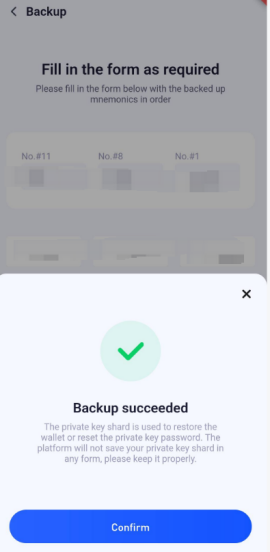 Backup
Fill in the form as required
Please fill in the form below with the backed up
mnemonics in order
No.#11 No.#8 No.#1
Backup succeeded
The private key shard is used to restore the
wallet or reset the private key password. The
platform will not save your private key shard in
any form, please keep it properly.
Confirm